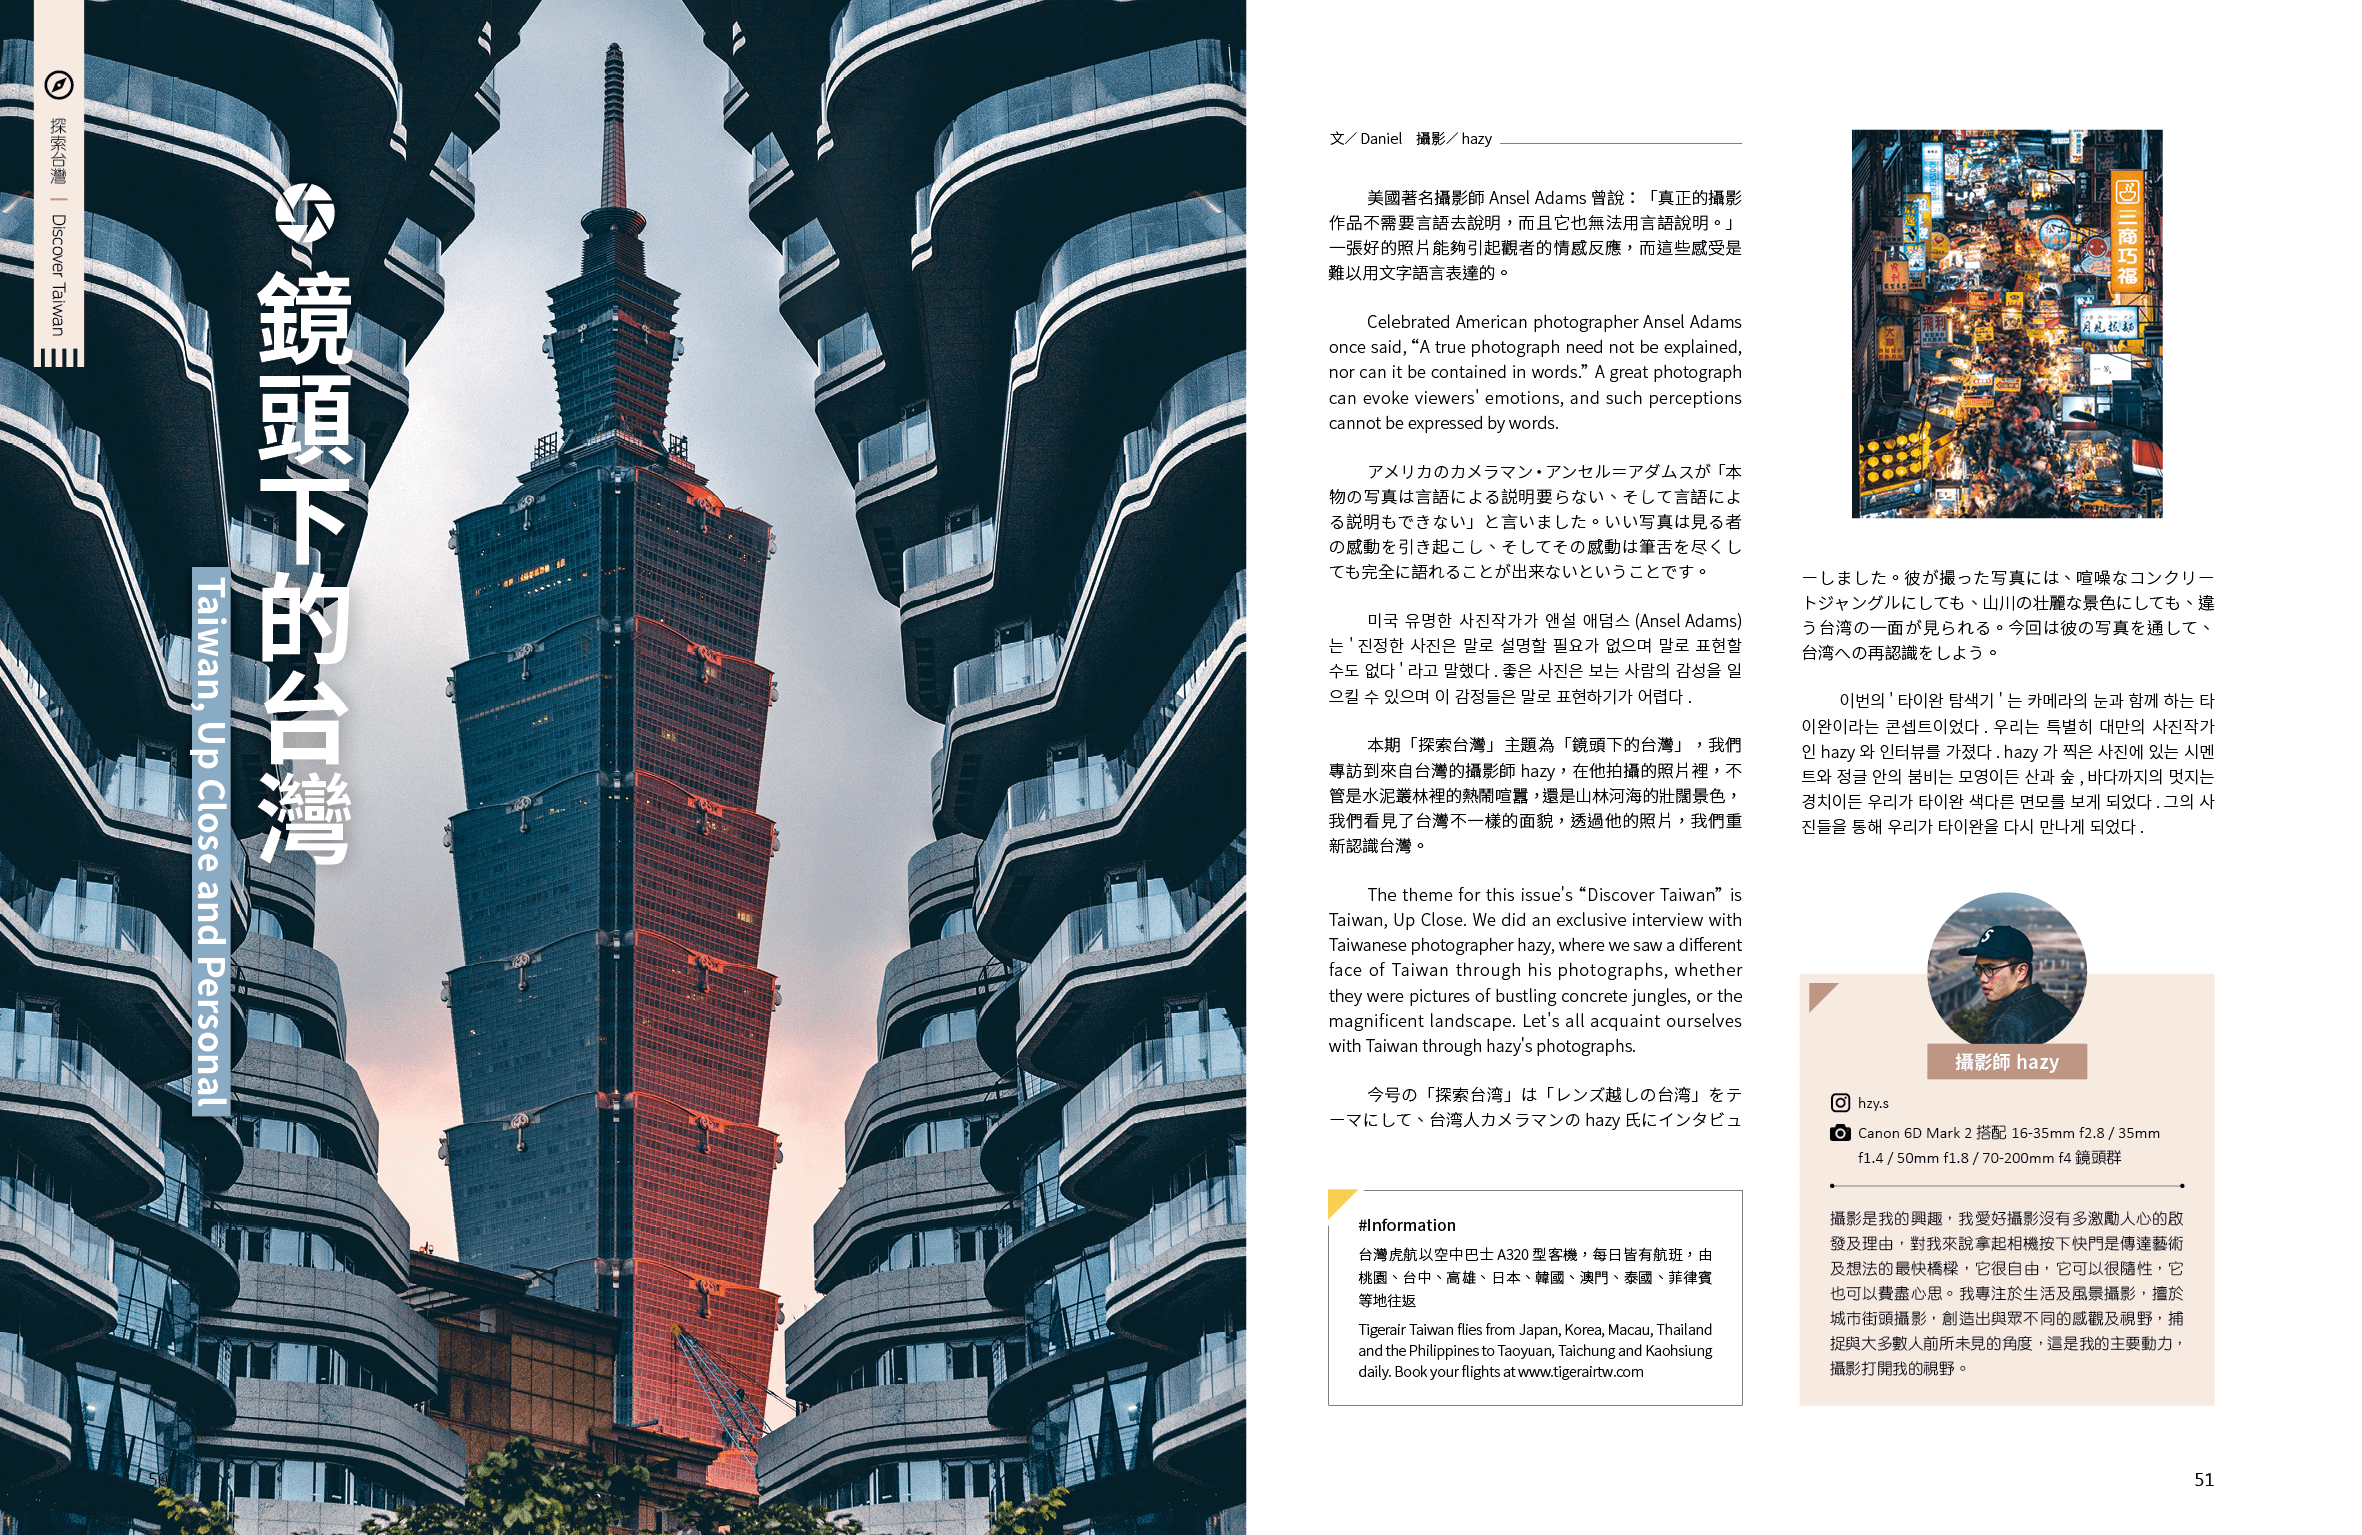 探索台灣 | Discover Taiwan
鏡頭下的台灣
Taiwan, Up Close and Personal
50
文／Daniel 攝影／hazy
美國著名攝影師 Ansel Adams 曾說：「真正的攝影
作品不需要言語去說明，而且它也無法用言語說明。」
一張好的照片能夠引起觀者的情感反應，而這些感受是
難以用文字語言表達的。
Celebrated American photographer Ansel Adams
once said, “A true photograph need not be explained,
nor can it be contained in words.” A great photograph
can evoke viewers' emotions, and such perceptions
cannot be expressed by words.
アメリカのカメラマン・アンセル＝アダムスが「本
物の写真は言語による説明要らない、そして言語によ
る説明もできない」と言いました。いい写真は見る者
の感動を引き起こし、そしてその感動は筆舌を尽くし
ても完全に語れることが出来ないということです。
미국 유명한 사진작가가 앤설 애덤스 (Ansel Adams)
는 ' 진정한 사진은 말로 설명할 필요가 없으며 말로 표현할
수도 없다 ' 라고 말했다 . 좋은 사진은 보는 사람의 감성을 일
으킬 수 있으며 이 감정들은 말로 표현하기가 어렵다 .
本期「探索台灣」主題為「鏡頭下的台灣」，我們
專訪到來自台灣的攝影師 hazy，在他拍攝的照片裡，不
管是水泥叢林裡的熱鬧喧囂，還是山林河海的壯闊景色，
我們看見了台灣不一樣的面貌，透過他的照片，我們重
新認識台灣。
The theme for this issue's “Discover Taiwan” is
Taiwan, Up Close. We did an exclusive interview with
Taiwanese photographer hazy, where we saw a different
face of Taiwan through his photographs, whether
they were pictures of bustling concrete jungles, or the
magnificent landscape. Let's all acquaint ourselves
with Taiwan through hazy's photographs.
今号の「探索台湾」は「レンズ越しの台湾」をテ
ーマにして、台湾人カメラマンの hazy 氏にインタビュ
#Information
台灣虎航以空中巴士 A320 型客機，每日皆有航班，由
桃園、台中、高雄、日本、韓國、澳門、泰國、菲律賓
等地往返
Tigerair Taiwan flies from Japan, Korea, Macau, Thailand
and the Philippines to Taoyuan, Taichung and Kaohsiung
daily. Book your flights at www.tigerairtw.com
三商巧福
飛利
ーしました。彼が撮った写真には、喧噪なコンクリー
トジャングルにしても、山川の壮麗な景色にしても、違
う台湾の一面が見られる。今回は彼の写真を通して、
台湾への再認識をしよう。
이번의 ' 타이완 탐색기 ' 는 카메라의 눈과 함께 하는 타
이완이라는 콘셉트이었다 . 우리는 특별히 대만의 사진작가
인 hazy 와 인터뷰를 가졌다 . hazy 가 찍은 사진에 있는 시멘
트와 정글 안의 붐비는 모영이든 산과 숲 , 바다까지의 멋지는
경치이든 우리가 타이완 색다른 면모를 보게 되었다 . 그의 사
진들을 통해 우리가 타이완을 다시 만나게 되었다 .
S
攝影師 hazy
hzy.s
Canon 6D Mark 2 搭配 16-35mm f2.8 / 35mm
f1.4 / 50mm f1.8 / 70-200mm f4 鏡頭群
攝影是我的興趣，我愛好攝影沒有多激勵人心的啟
發及理由，對我來說拿起相機按下快門是傳達藝術
及想法的最快橋樑，它很自由，它可以很隨性，它
也可以費盡心思。我專注於生活及風景攝影，擅於
城市街頭攝影，創造出與眾不同的感觀及視野，捕
捉與大多數人前所未見的角度，這是我的主要動力，
攝影打開我的視野。
51